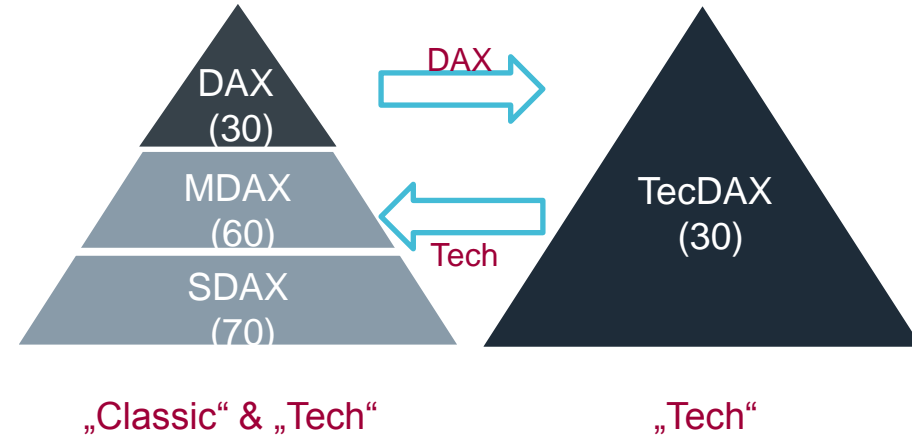 DAX
(30)
MDAX
(60)
SDAX
(70)
DAX
Tech
TecDAX
(30)
„Classic“ & „Tech“
„Tech“